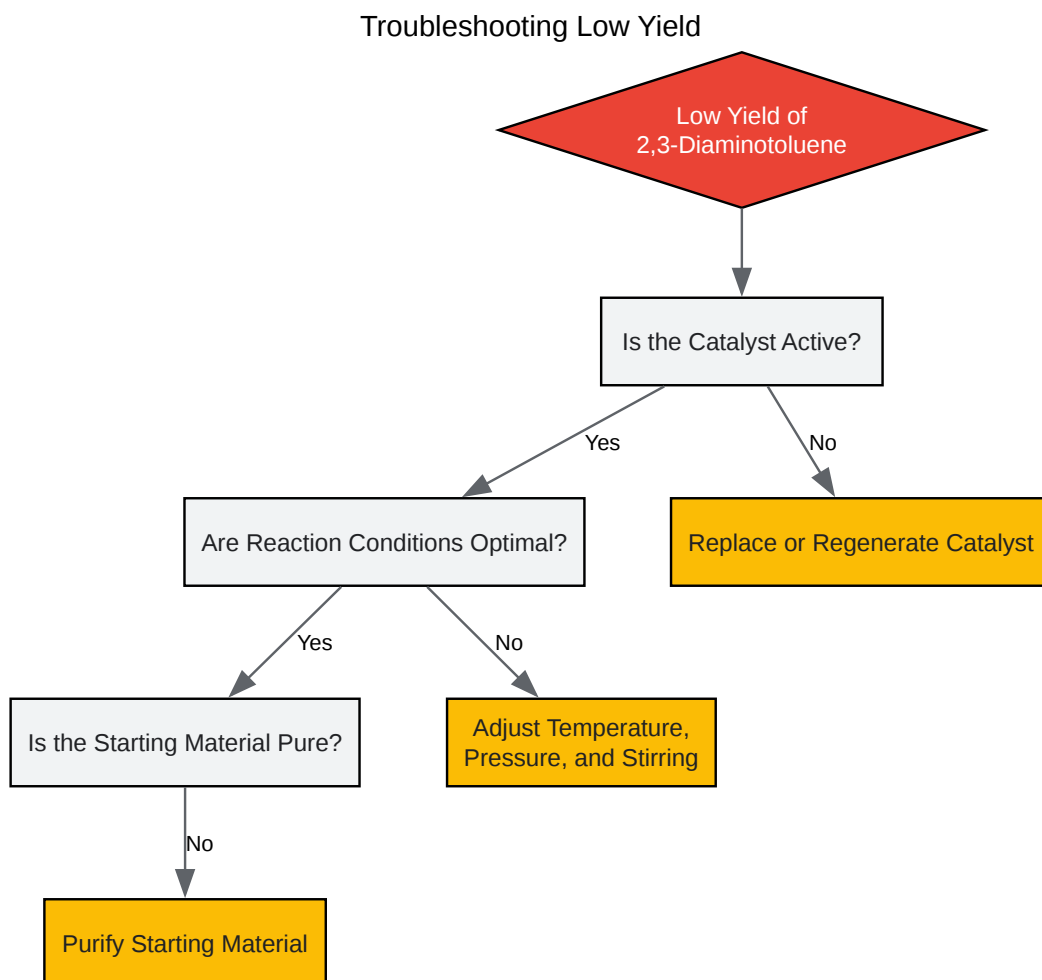 Troubleshooting Low Yield
Low Yield of
2,3-Diaminotoluene
Is the Catalyst Active?
Yes
No
Are Reaction Conditions Optimal?
Replace or Regenerate Catalyst
Yes
No
Is the Starting Material Pure?
Adjust Temperature,
Pressure, and Stirring
No
Purify Starting Material